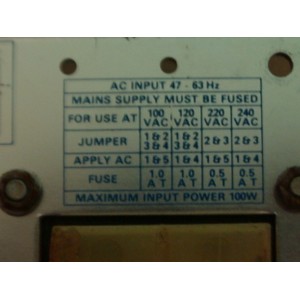 AC INPUT 47 - 63 Hz
MAINS SUPPLY MUST BE FUSED
FOR USE AT 100 VAC 120 VAC 220 VAC 240 VAC
JUMPER 1&2 3&4 1&2 3&4 2&3 2&3
APPLY AC 1&5 1&4 1&5 1&4
FUSE 1.0 A T 1.0 A T 0.5 A T 0.5 A T
MAXIMUM INPUT POWER 100W